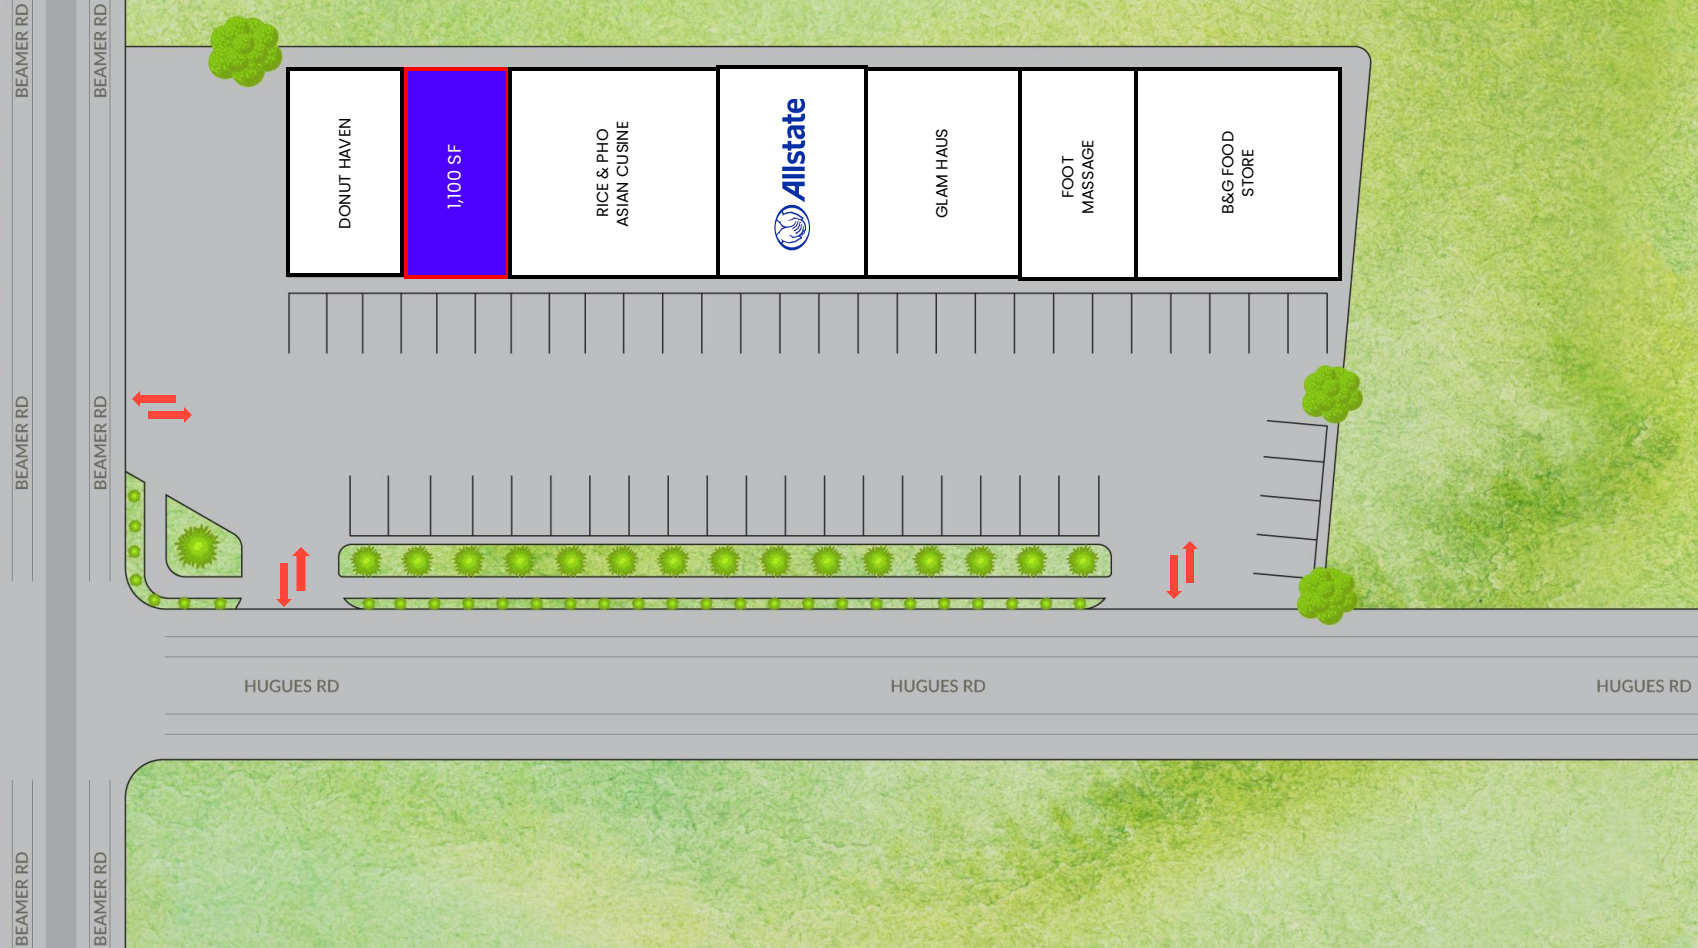 BEAMER RD
BEAMER RD
DONUT HAVEN
1,100 SF
RICE & PHO
ASIAN CUSINE
Allstate
GLAM HAUS
FOOT
MASSAGE
B&G FOOD
STORE
BEAMER RD
BEAMER RD
HUGUES RD
HUGUES RD
HUGUES RD
BEAMER RD
BEAMER RD